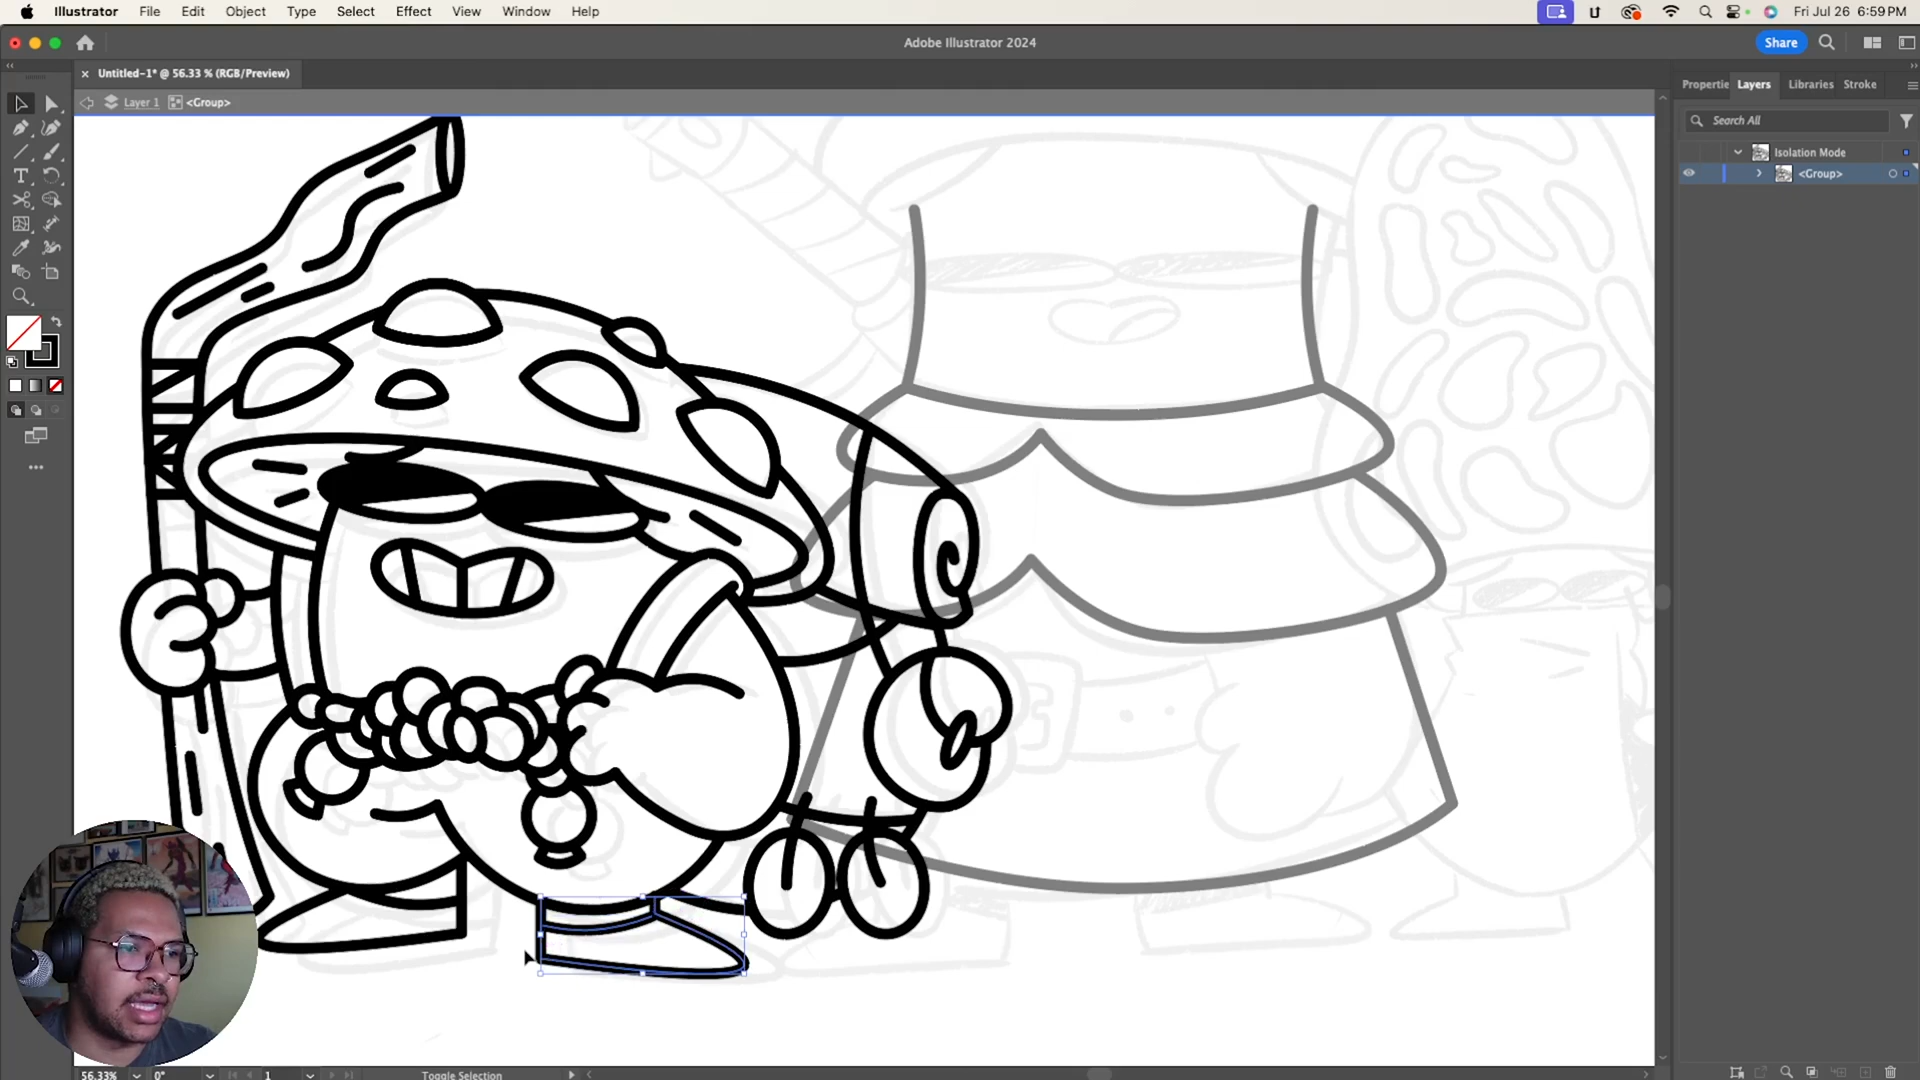 Illustrator File Edit Object Type Select Effect View Window Help Fri Jul 26 6:59 PM
Adobe Illustrator 2024
Share
Untitled-1* @ 56.33 % (RGB/Preview)
Layer 1 <Group>
Propertie Layers Libraries Stroke
Search All
Isolation Mode
<Group>
56.33% 0° 1 Toggle Selection